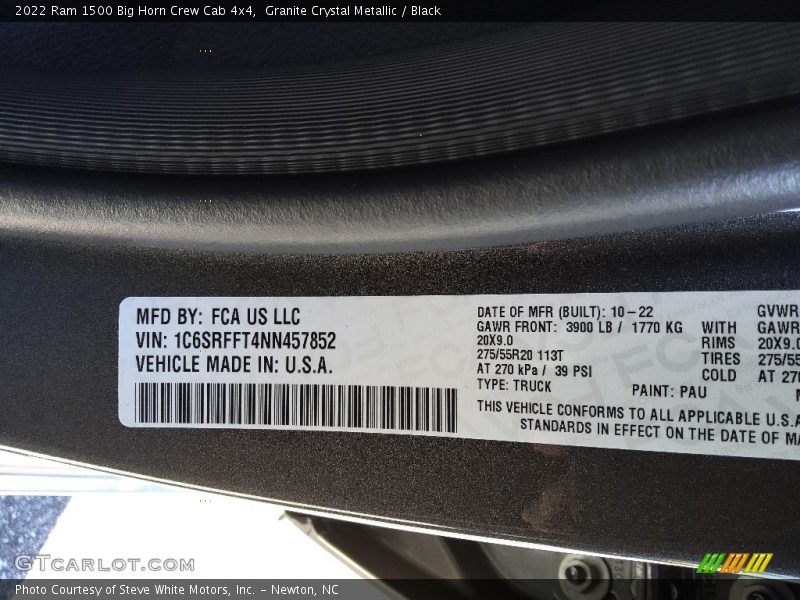 2022 Ram 1500 Big Horn Crew Cab 4x4,  Granite Crystal Metallic / Black
MFD BY: FCA US LLC
VIN: 1C6SRFFT4NN457852
VEHICLE MADE IN: U.S.A.
DATE OF MFR (BUILT): 10-22
GAWR FRONT: 3900 LB / 1770 KG
20X9.0
275/55R20 113T
AT 270 kPa / 39 PSI
TYPE: TRUCK
WITH
RIMS
TIRES
COLD
GVWR
GAWR
20X9.0
275/55
AT 270
PAINT: PAU
THIS VEHICLE CONFORMS TO ALL APPLICABLE U.S.A
STANDARDS IN EFFECT ON THE DATE OF MA
GTCARLOT.COM
Photo Courtesy of Steve White Motors, Inc. – Newton, NC